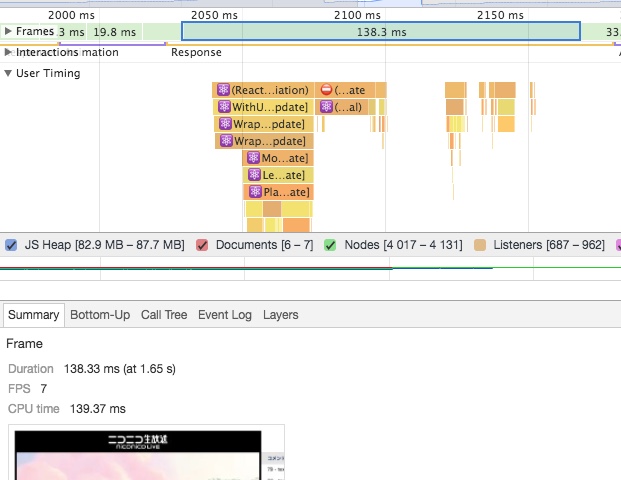 2000 ms 2050 ms 2100 ms 2150 ms
Frames 3 ms 19.8 ms 138.3 ms 33.
Interactions mation Response
User Timing
(React...iation) (...ate
WithU...pdate] (...al)
Wrap...pdate]
Wrap...pdate]
Mo...ate]
Le...ate]
Pla...ate]
JS Heap [82.9 MB – 87.7 MB] Documents [6 – 7] Nodes [4 017 – 4 131] Listeners [687 – 962]
Summary Bottom-Up Call Tree Event Log Layers
Frame
Duration 138.33 ms (at 1.65 s)
FPS 7
CPU time 139.37 ms
ニコニコ生放送
NICONICO LIVE